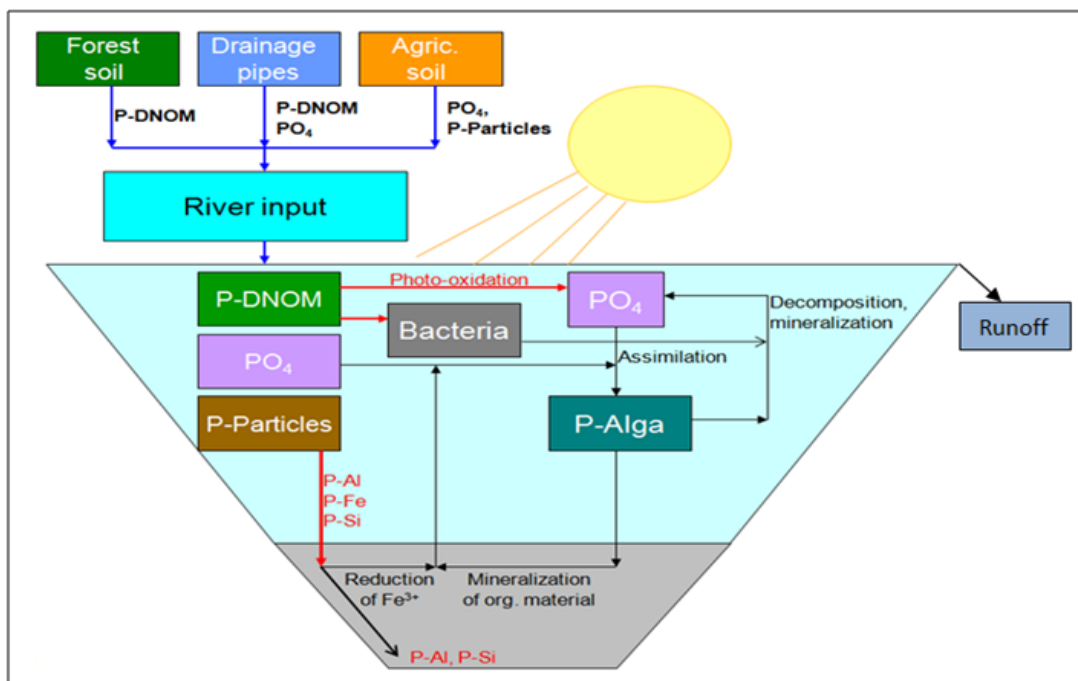 Forest
soil
Drainage
pipes
Agric.
soil
P-DNOM
P-DNOM
PO₄
PO₄,
P-Particles
River input
P-DNOM
Photo-oxidation
PO₄
Decomposition,
mineralization
Runoff
Bacteria
PO₄
Assimilation
P-Particles
P-Alga
P-Al
P-Fe
P-Si
Reduction
of Fe³⁺
Mineralization
of org. material
P-Al, P-Si